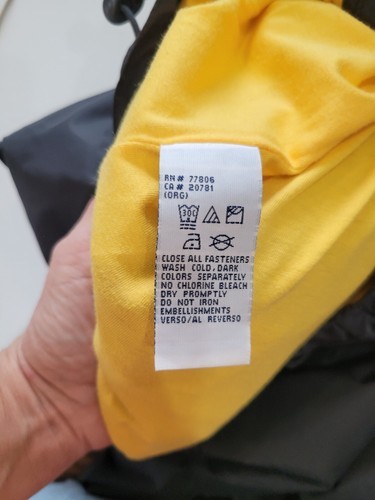 RN# 77806
CA# 20781
(ORG)
30C
CLOSE ALL FASTENERS
WASH COLD,DARK
COLORS SEPARATELY
NO CHLORINE BLEACH
DRY PROMPTLY
DO NOT IRON
EMBELLISHMENTS
VERSO/AL REVERSO